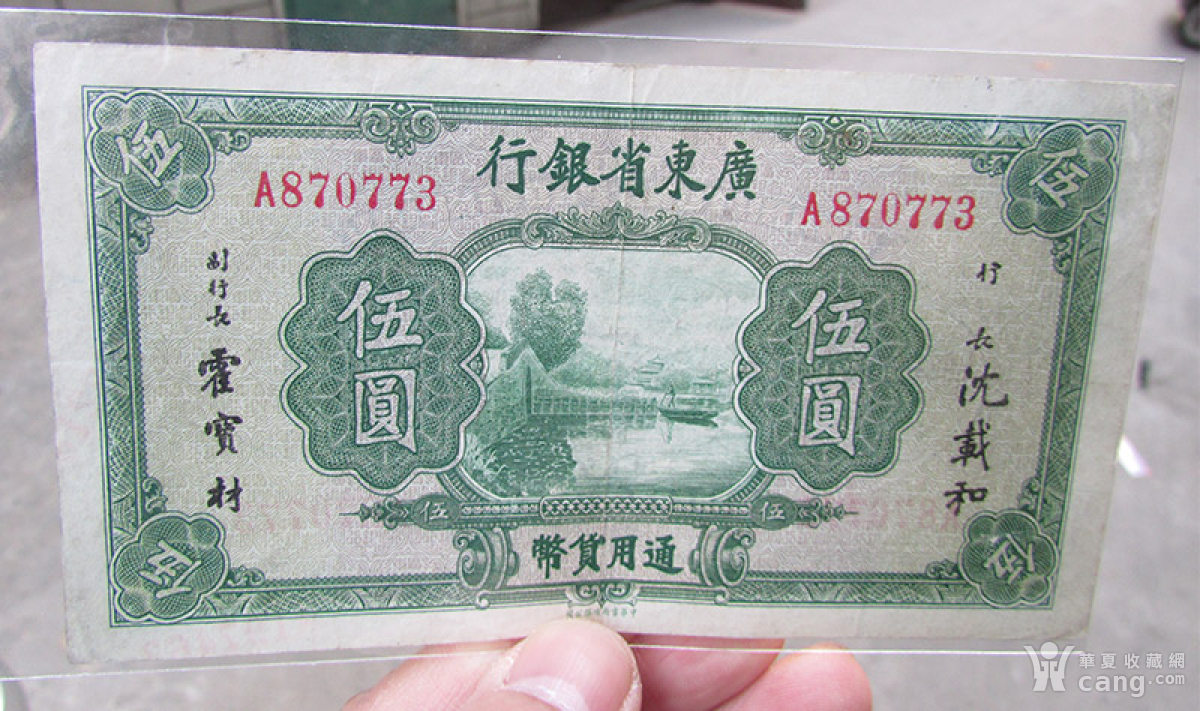 廣東省銀行
A870773
A870773
伍
伍
行長
沈載和
伍圓
伍圓
副行長
霍寶材
伍
伍
通用貨幣
伍
伍
華夏收藏網
cang.com